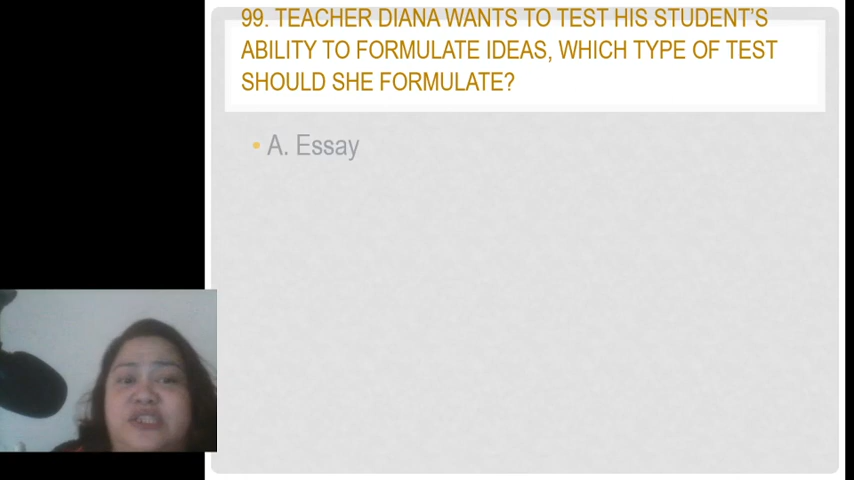 99. TEACHER DIANA WANTS TO TEST HIS STUDENT'S
ABILITY TO FORMULATE IDEAS, WHICH TYPE OF TEST
SHOULD SHE FORMULATE?
• A. Essay